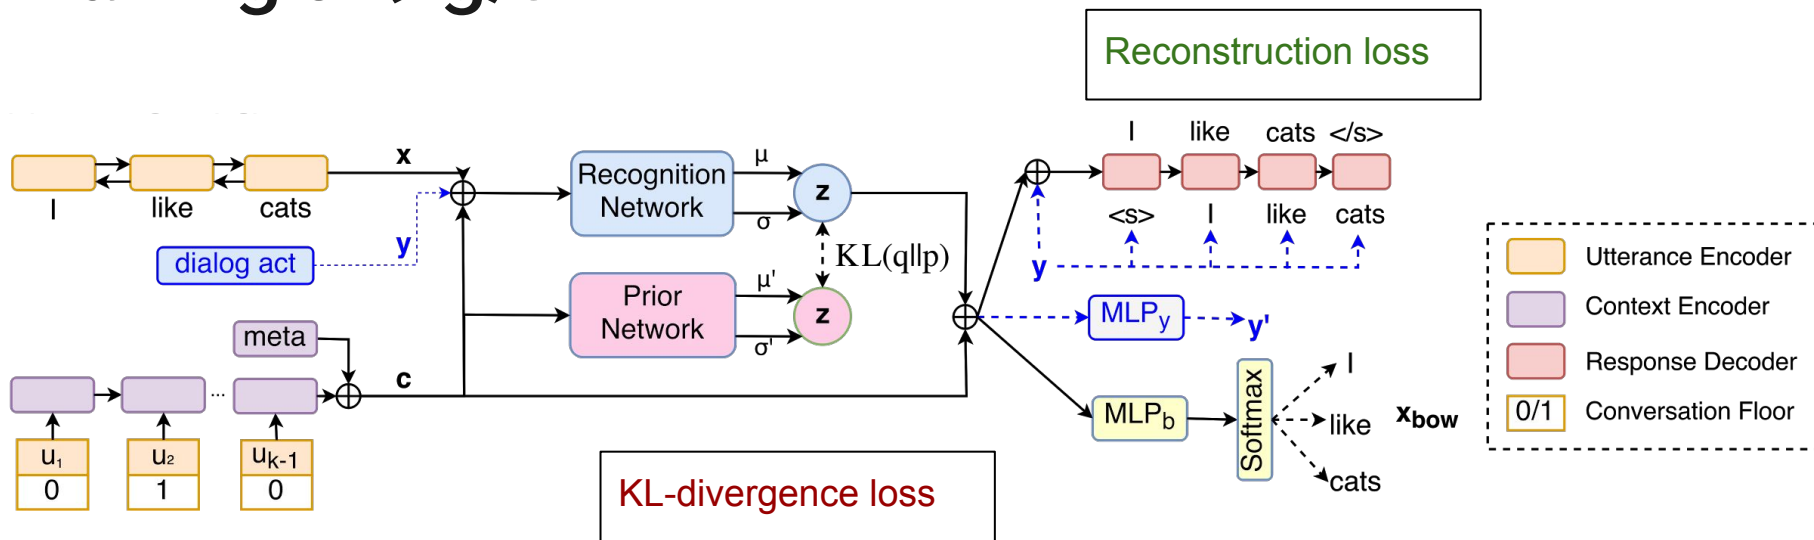 Reconstruction loss
I like cats </s>
x
Recognition
Network
μ
σ
z
I like cats
<s> I like cats
dialog act
y
KL(q||p)
y
Utterance Encoder
Prior
Network
μ'
σ'
z
MLPy
y'
Context Encoder
meta
c
Response Decoder
I
...
MLPb
Softmax
like
xbow
0/1
Conversation Floor
u1
u2
uk-1
cats
0
1
0
KL-divergence loss